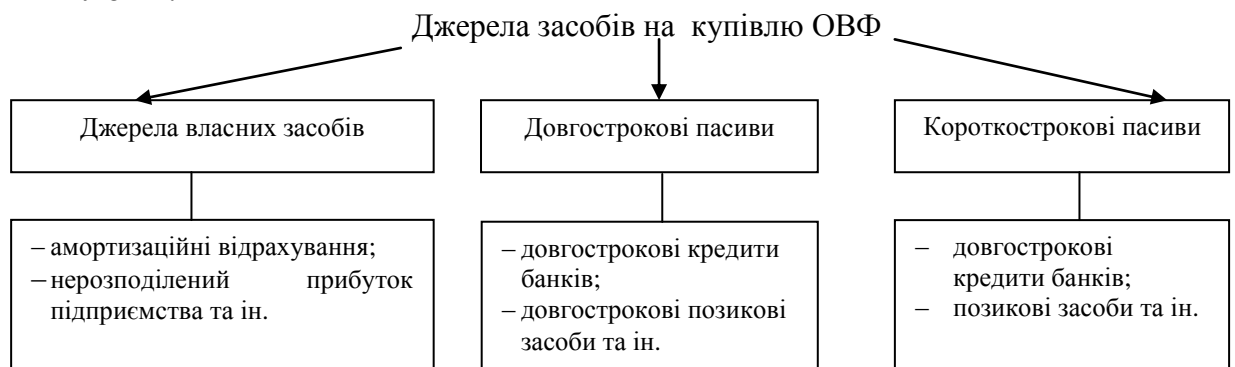 Джерела засобів на купівлю ОВФ
Джерела власних засобів
– амортизаційні відрахування;
– нерозподілений прибуток
підприємства та ін.
Довгострокові пасиви
– довгострокові кредити
банків;
– довгострокові позикові
засоби та ін.
Короткострокові пасиви
– довгострокові
кредити банків;
– позикові засоби та ін.